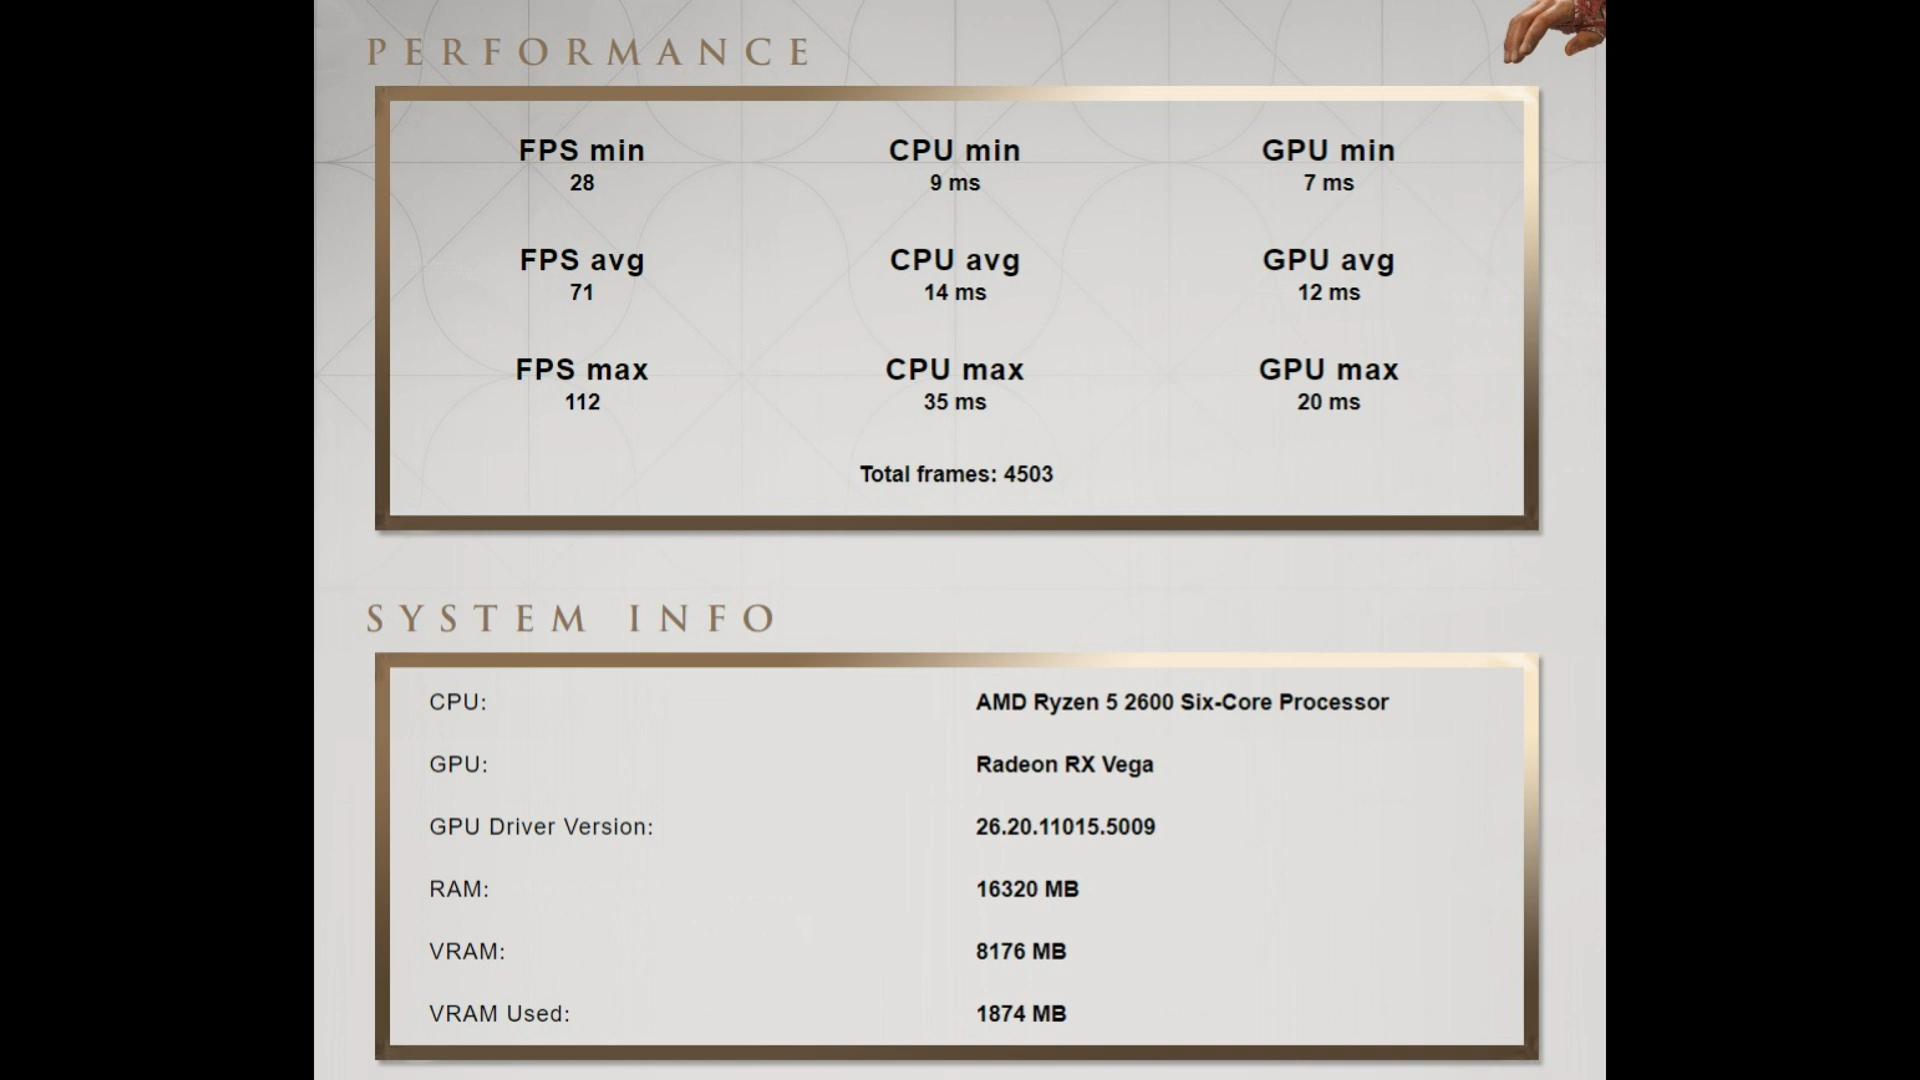 PERFORMANCE
FPS min CPU min GPU min
28 9 ms 7 ms
FPS avg CPU avg GPU avg
71 14 ms 12 ms
FPS max CPU max GPU max
112 35 ms 20 ms
Total frames: 4503
SYSTEM INFO
CPU: AMD Ryzen 5 2600 Six-Core Processor
GPU: Radeon RX Vega
GPU Driver Version: 26.20.11015.5009
RAM: 16320 MB
VRAM: 8176 MB
VRAM Used: 1874 MB